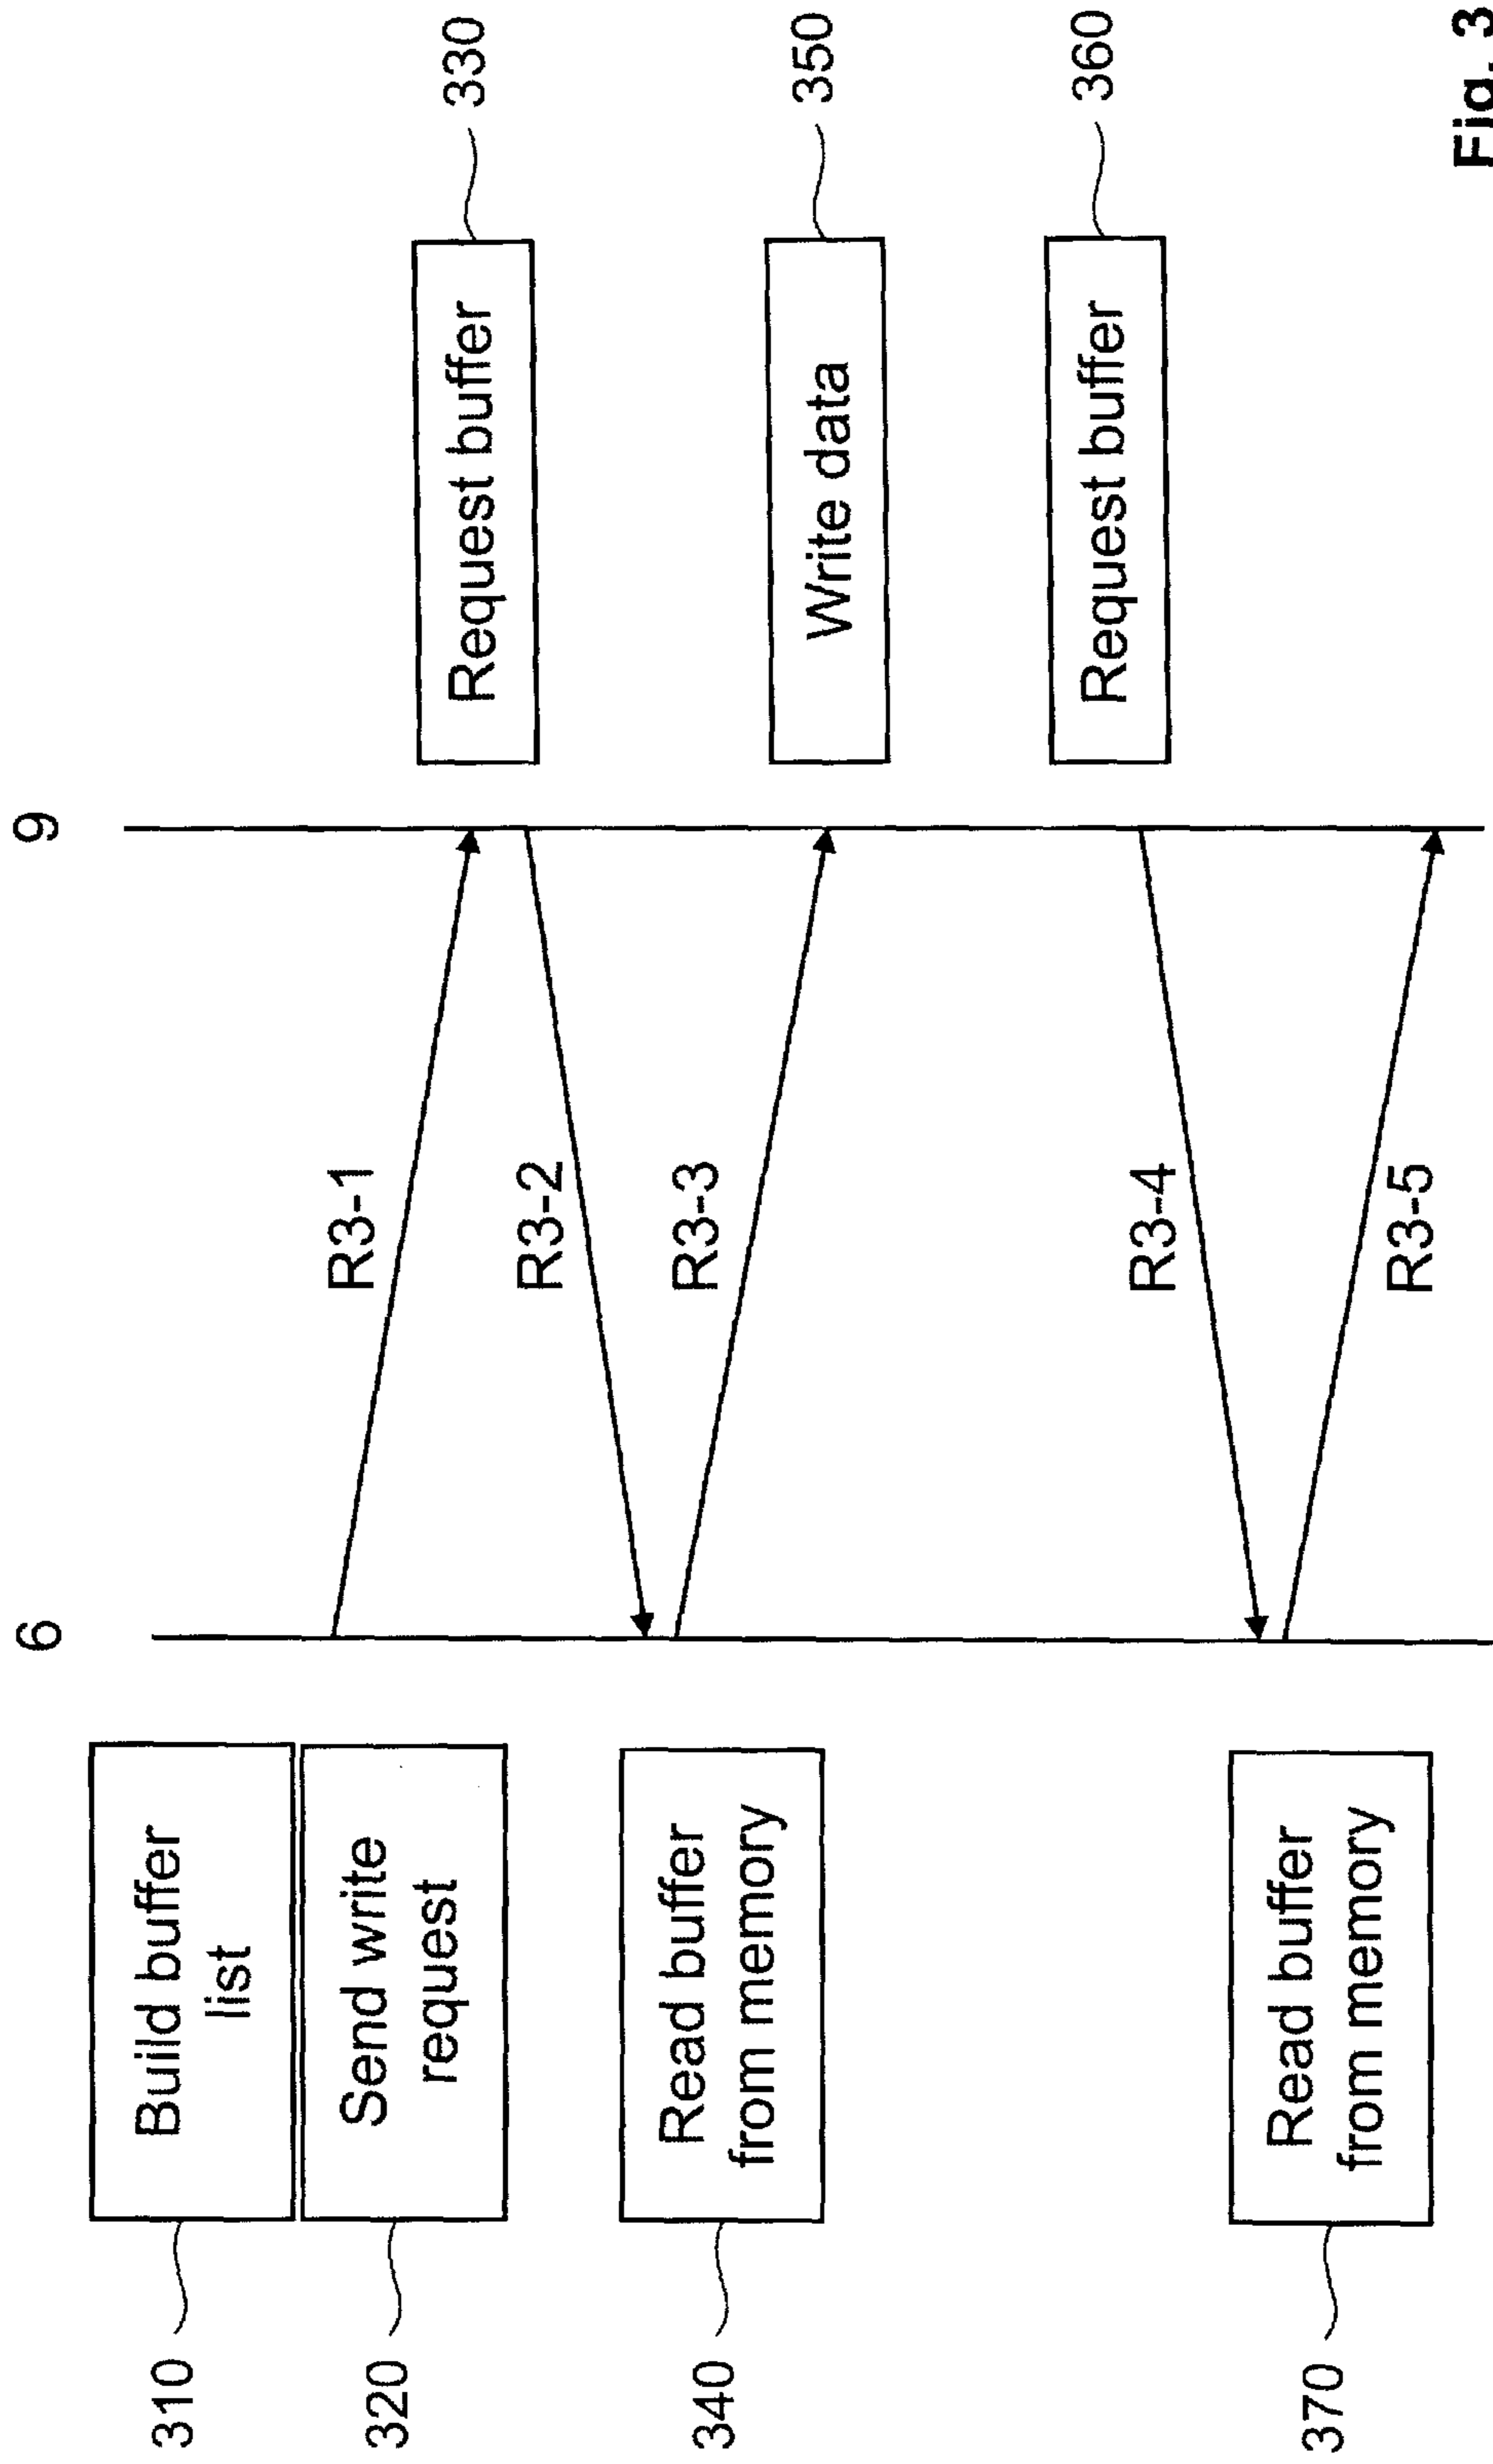 6
9
310
Build buffer
list
320
Send write
request
R3-1
Request buffer
330
R3-2
340
Read buffer
from memory
R3-3
Write data
350
Request buffer
360
R3-4
370
Read buffer
from memory
R3-5
Fig. 3